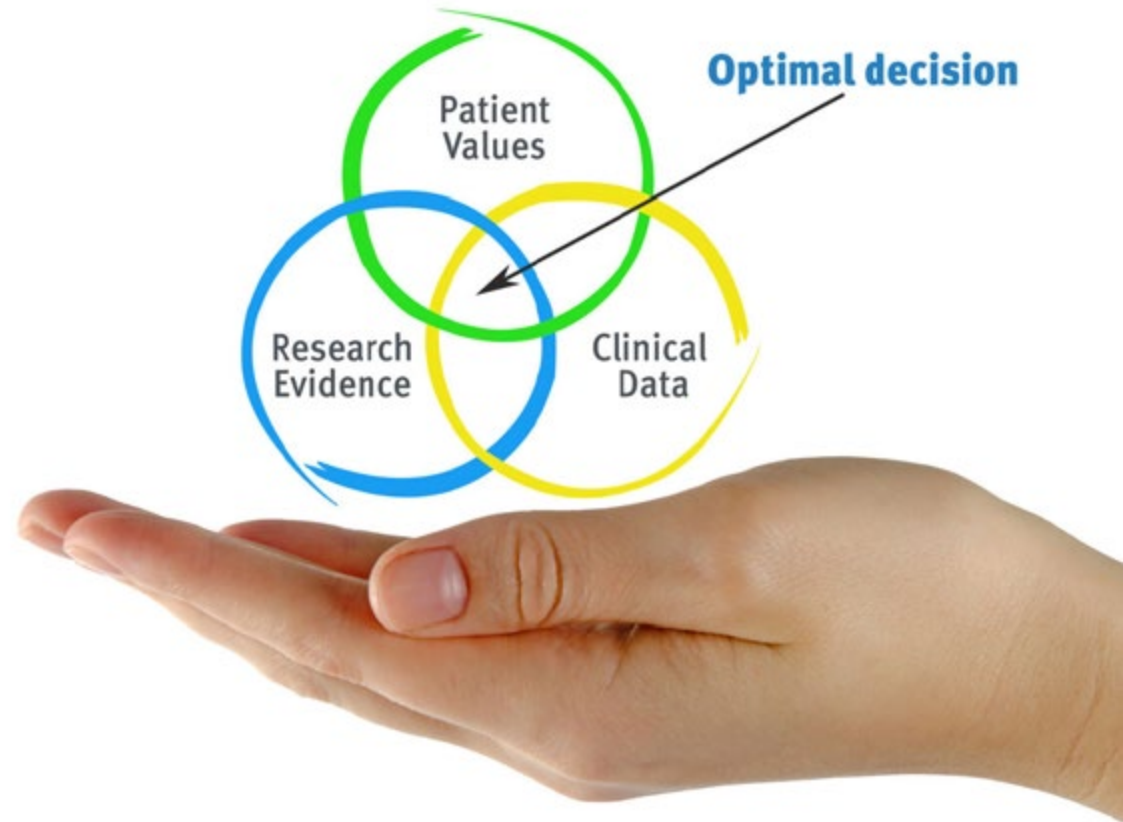 Optimal decision
Patient
Values
Research
Evidence
Clinical
Data